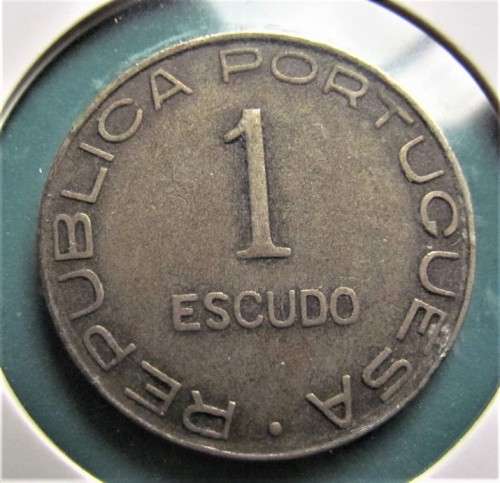 REPUBLICA PORTUGUESA ·
1
ESCUDO